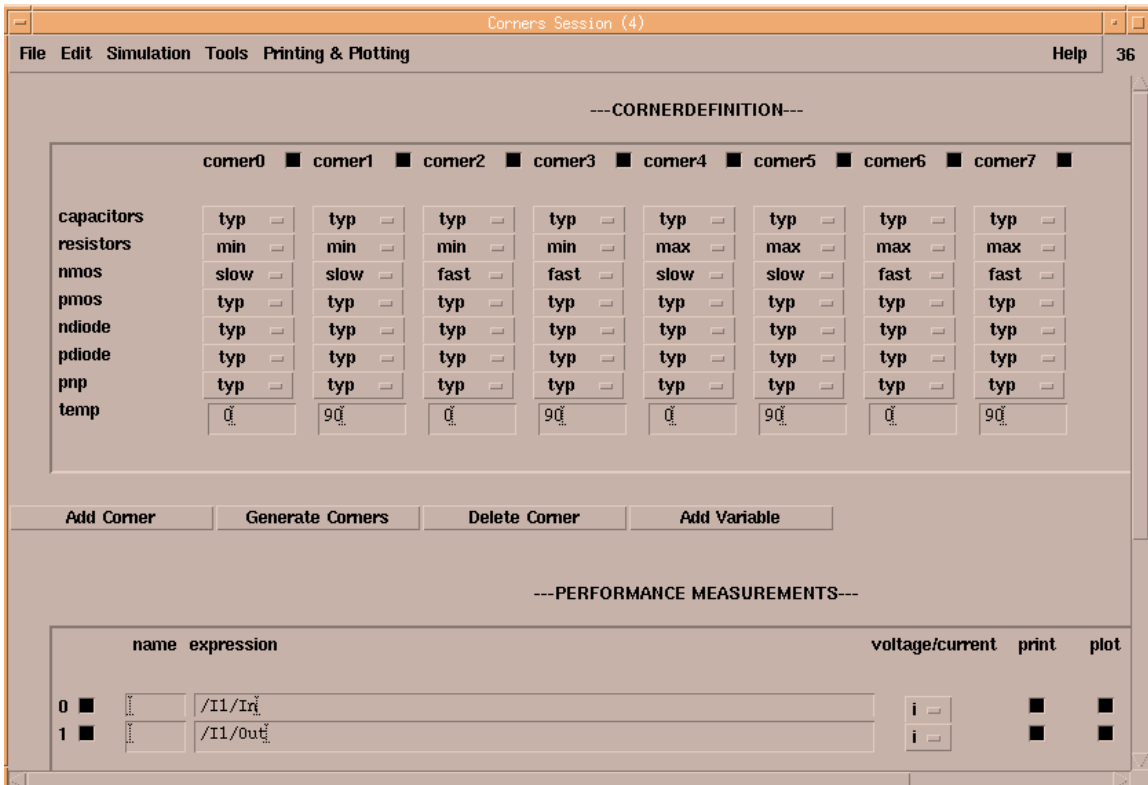 Corners Session (4)
File Edit Simulation Tools Printing & Plotting Help 36
---CORNERDEFINITION---
corner0 corner1 corner2 corner3 corner4 corner5 corner6 corner7
capacitors typ typ typ typ typ typ typ typ
resistors min min min min max max max max
nmos slow slow fast fast slow slow fast fast
pmos typ typ typ typ typ typ typ typ
ndiode typ typ typ typ typ typ typ typ
pdiode typ typ typ typ typ typ typ typ
pnp typ typ typ typ typ typ typ typ
temp 0 90 0 90 0 90 0 90
Add Corner Generate Corners Delete Corner Add Variable
---PERFORMANCE MEASUREMENTS---
name expression voltage/current print plot
0 /I1/In i
1 /I1/Out i